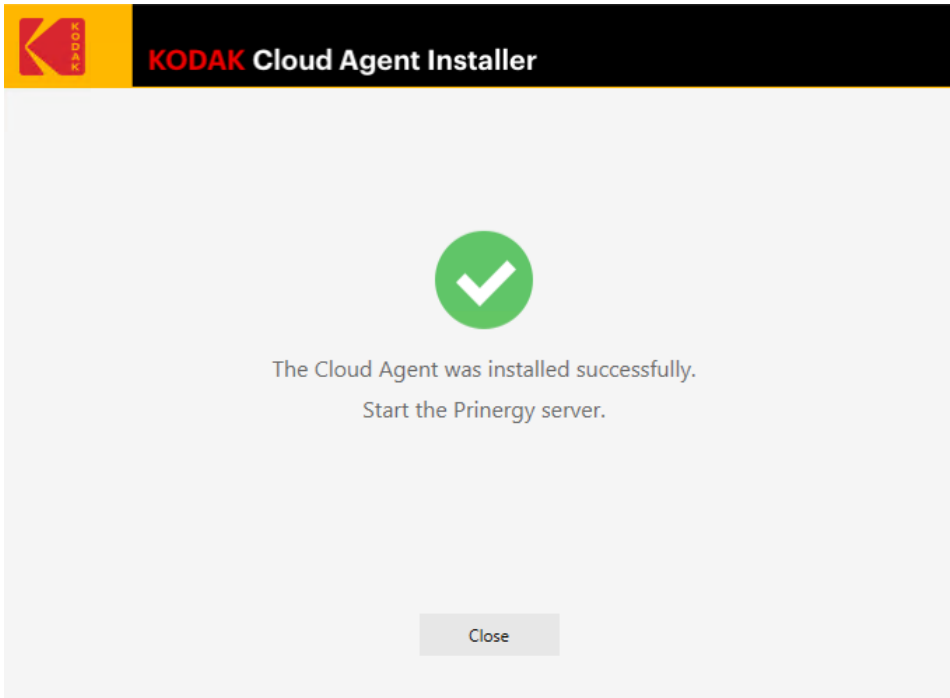 KODAK
KODAK Cloud Agent Installer
The Cloud Agent was installed successfully.
Start the Prinergy server.
Close